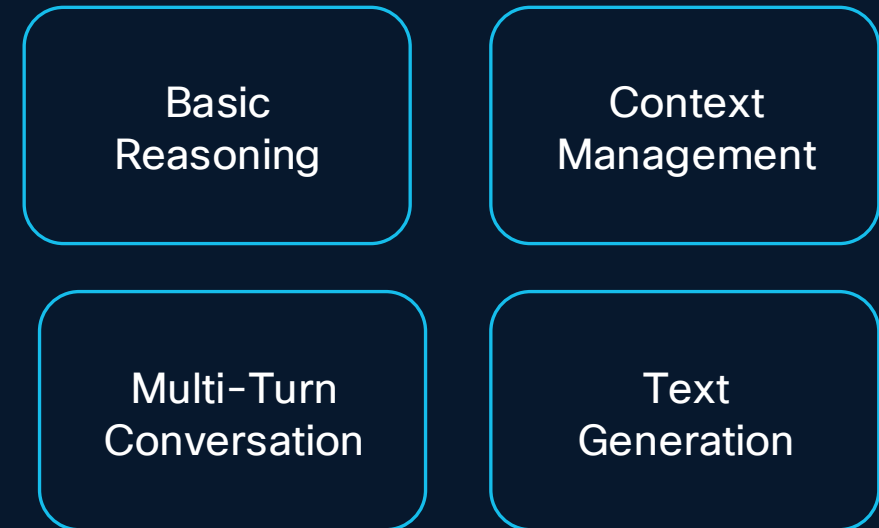 Basic
Reasoning
Context
Management
Multi-Turn
Conversation
Text
Generation